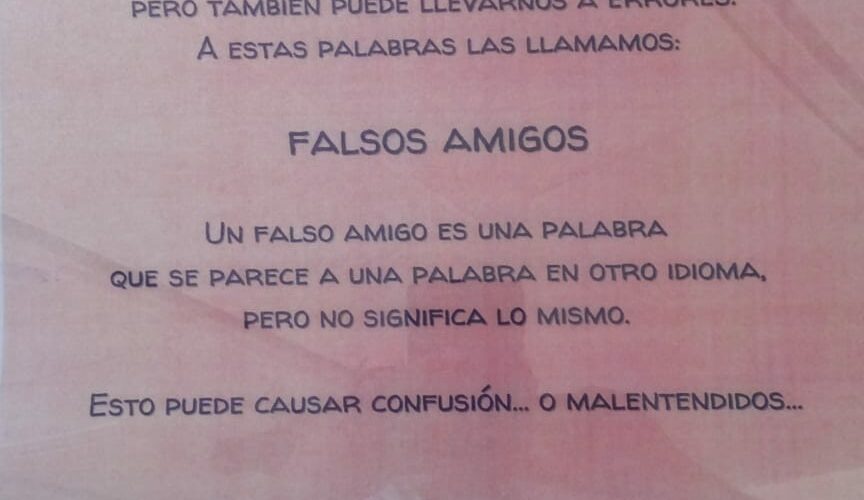 PERO TAMBIÉN PUEDE LLEVARNOS A ERRORES.
A ESTAS PALABRAS LAS LLAMAMOS:
FALSOS AMIGOS
UN FALSO AMIGO ES UNA PALABRA
QUE SE PARECE A UNA PALABRA EN OTRO IDIOMA,
PERO NO SIGNIFICA LO MISMO.
ESTO PUEDE CAUSAR CONFUSIÓN... O MALENTENDIDOS...